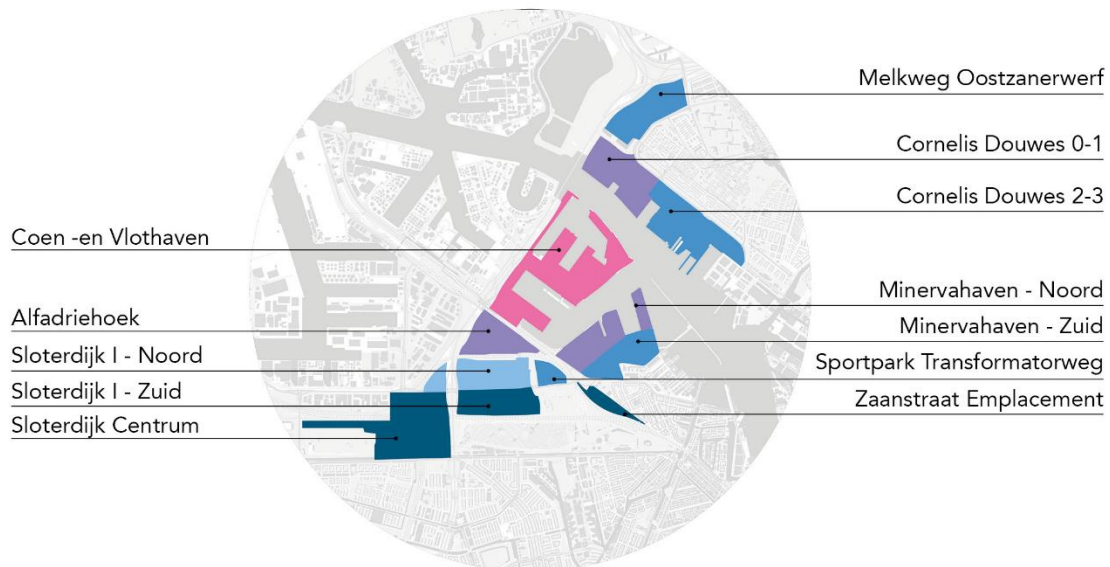 Melkweg Oostzanerwerf
Cornelis Douwes 0-1
Cornelis Douwes 2-3
Coen -en Vlothaven
Minervahaven - Noord
Alfadriehoek
Minervahaven - Zuid
Sloterdijk I - Noord
Sportpark Transformatorweg
Sloterdijk I - Zuid
Zaanstraat Emplacement
Sloterdijk Centrum